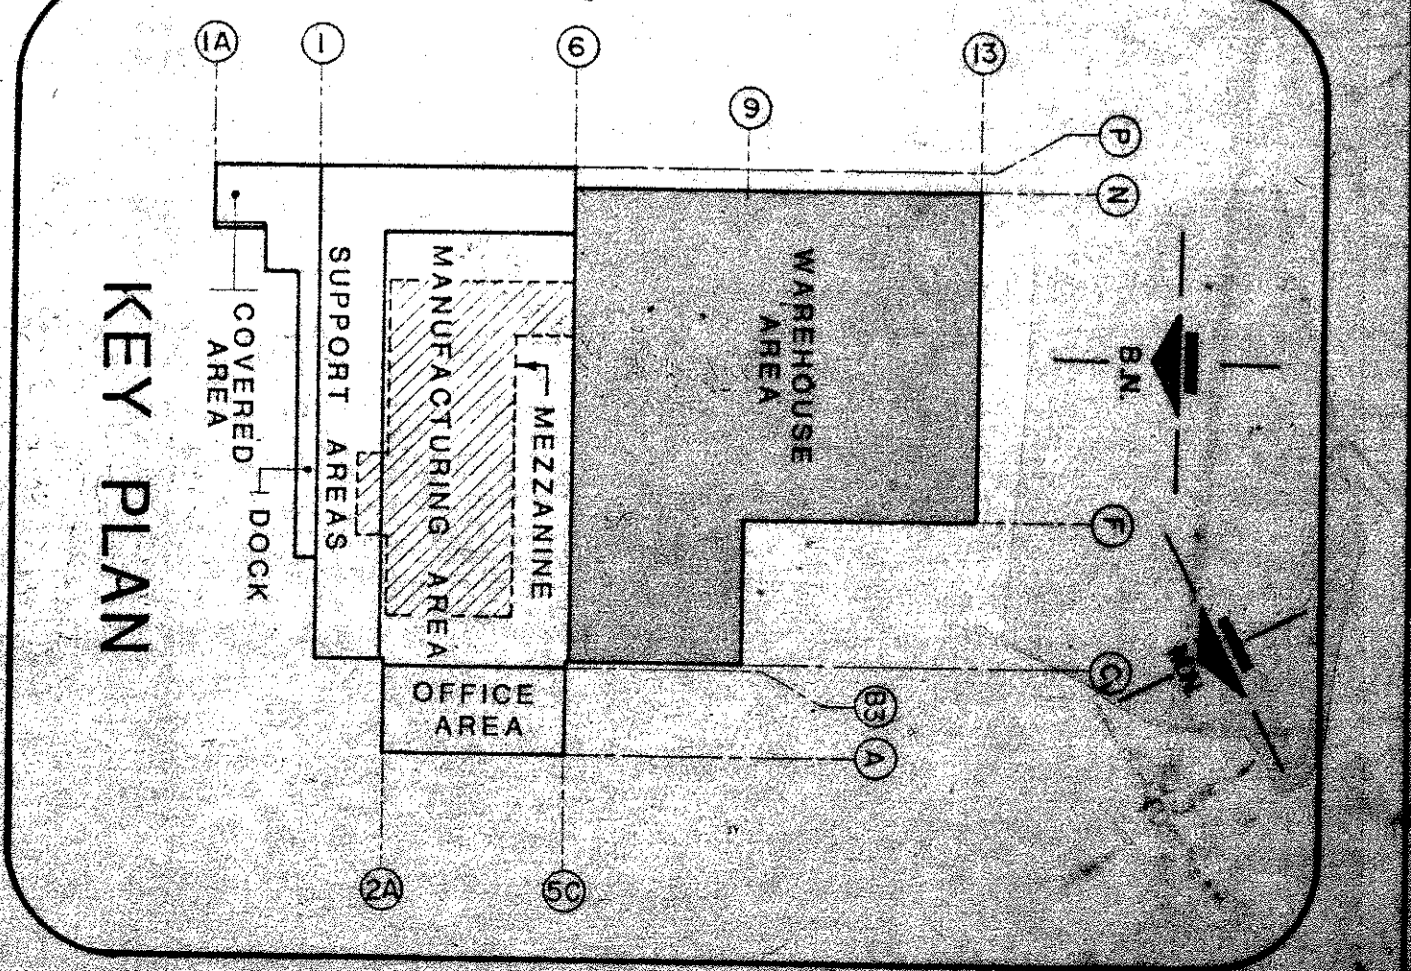 1A
1
6
9
13
P
N
F
C
B3
A
2A
5C
B.N.
WAREHOUSE
AREA
MEZZANINE
MANUFACTURING AREA
SUPPORT AREAS
COVERED
AREA
DOCK
OFFICE
AREA
KEY PLAN